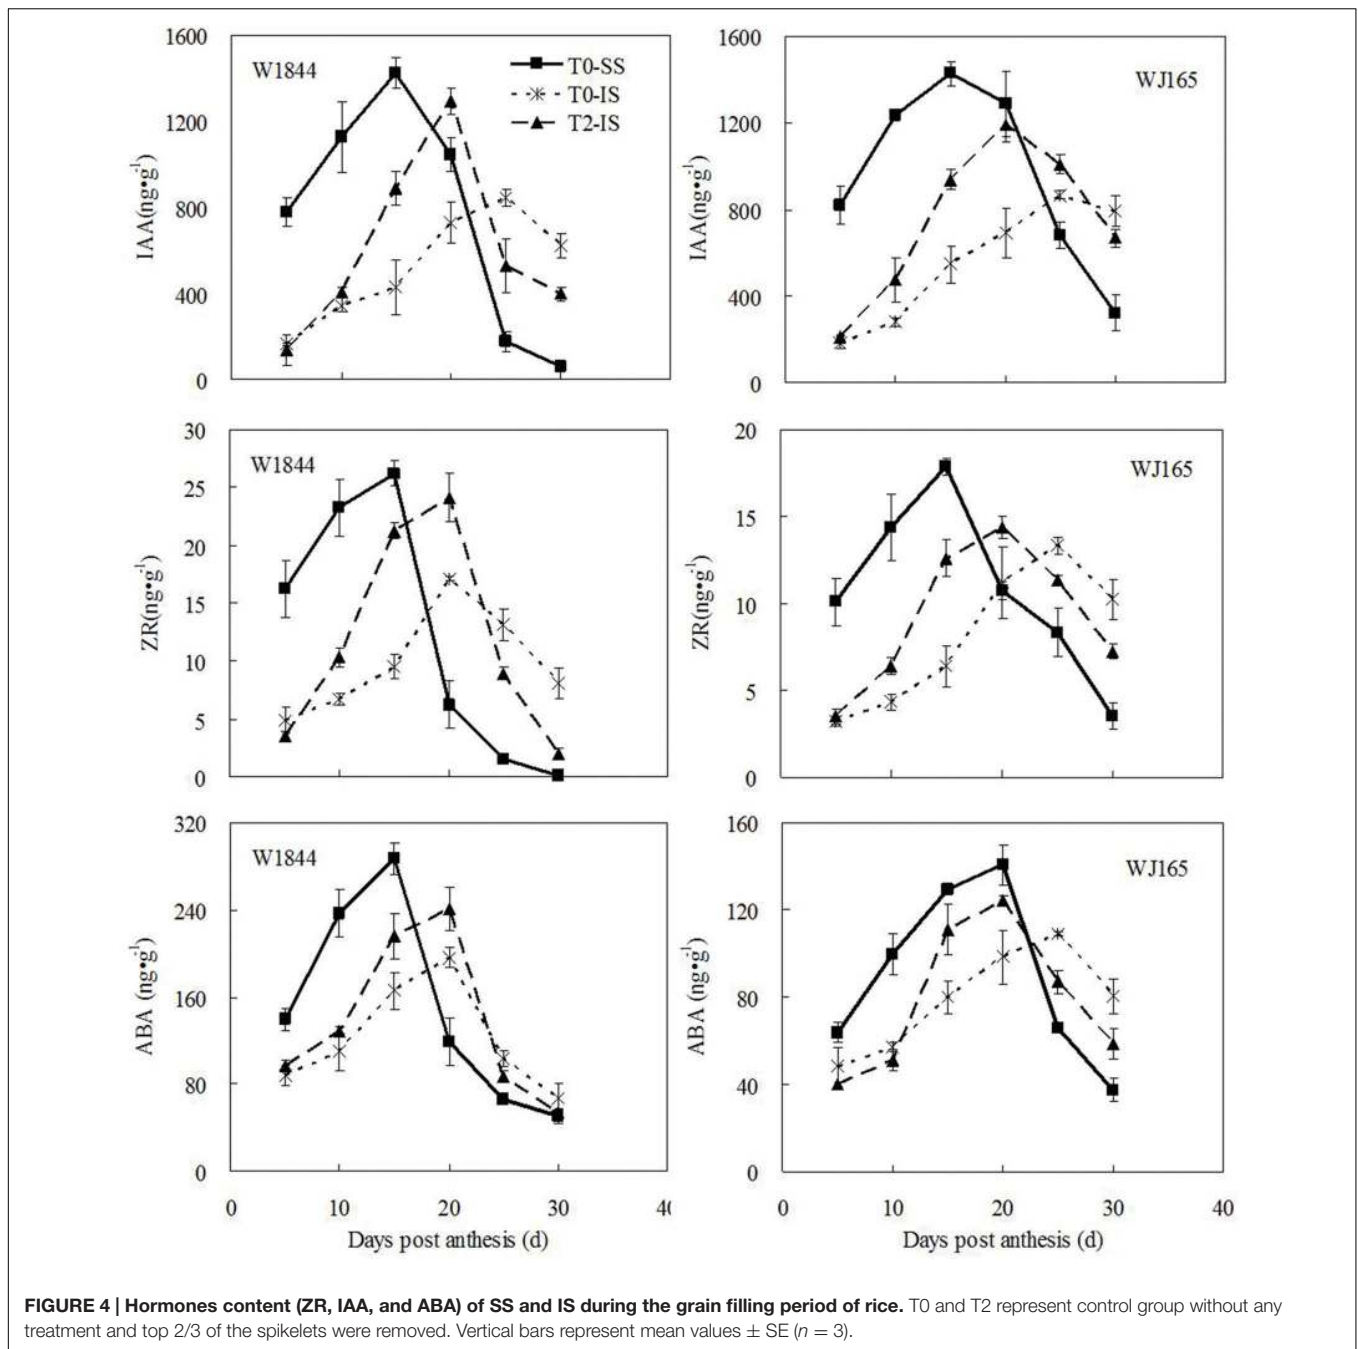 1600
1200
800
400
0
IAA(ng•g-1)
W1844
T0-SS
T0-IS
T2-IS
1600
1200
800
400
0
IAA(ng•g-1)
WJ165
30
25
20
15
10
5
0
ZR(ng•g-1)
W1844
20
15
10
5
0
ZR(ng•g-1)
WJ165
320
240
160
80
0
ABA (ng•g-1)
W1844
0 10 20 30
Days post anthesis (d)
160
120
80
40
0
ABA (ng•g-1)
WJ165
0 10 20 30 40
Days post anthesis (d)
FIGURE 4 | Hormones content (ZR, IAA, and ABA) of SS and IS during the grain filling period of rice. T0 and T2 represent control group without any
treatment and top 2/3 of the spikelets were removed. Vertical bars represent mean values ± SE (n = 3).